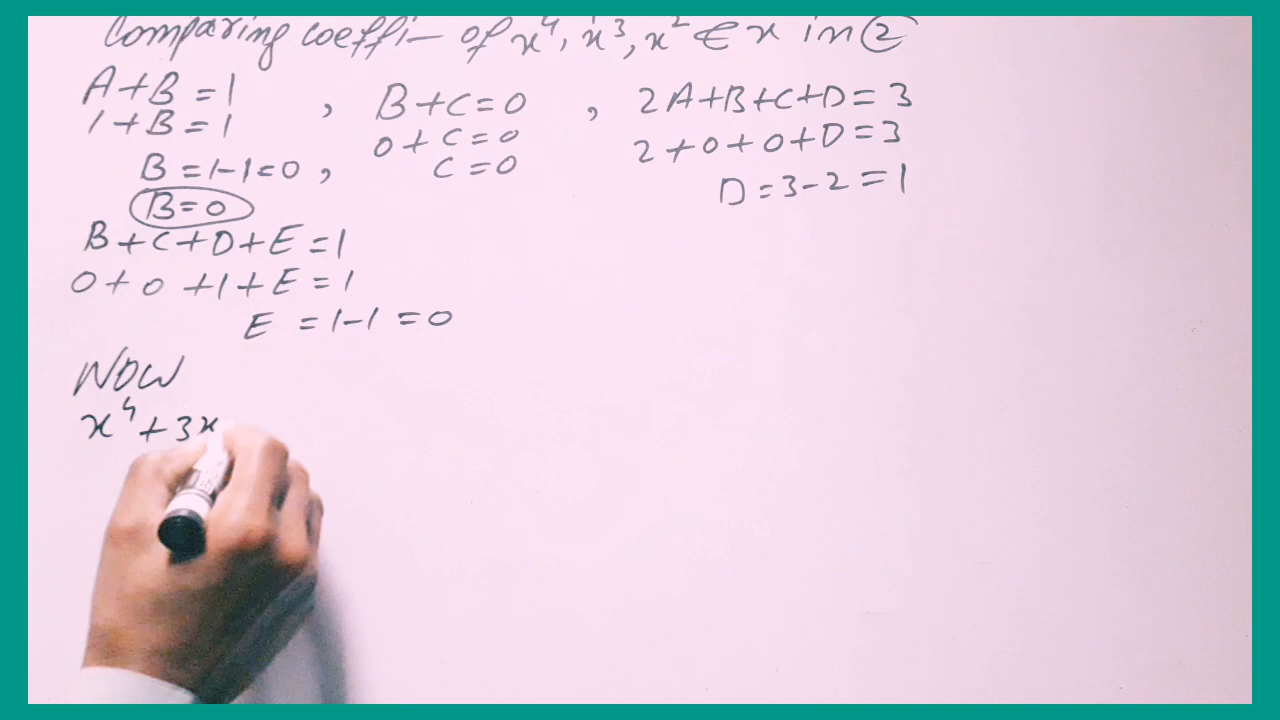 Comparing coeffi- of x⁴, x³, x² & x in ②
A+B=1 , B+C=0 , 2A+B+C+D=3
1+B=1 0+C=0 2+0+0+D=3
B=1-1=0, C=0 D=3-2=1
B=0
B+C+D+E=1
0+0+1+E=1
E=1-1=0
NOW
x⁴+3x